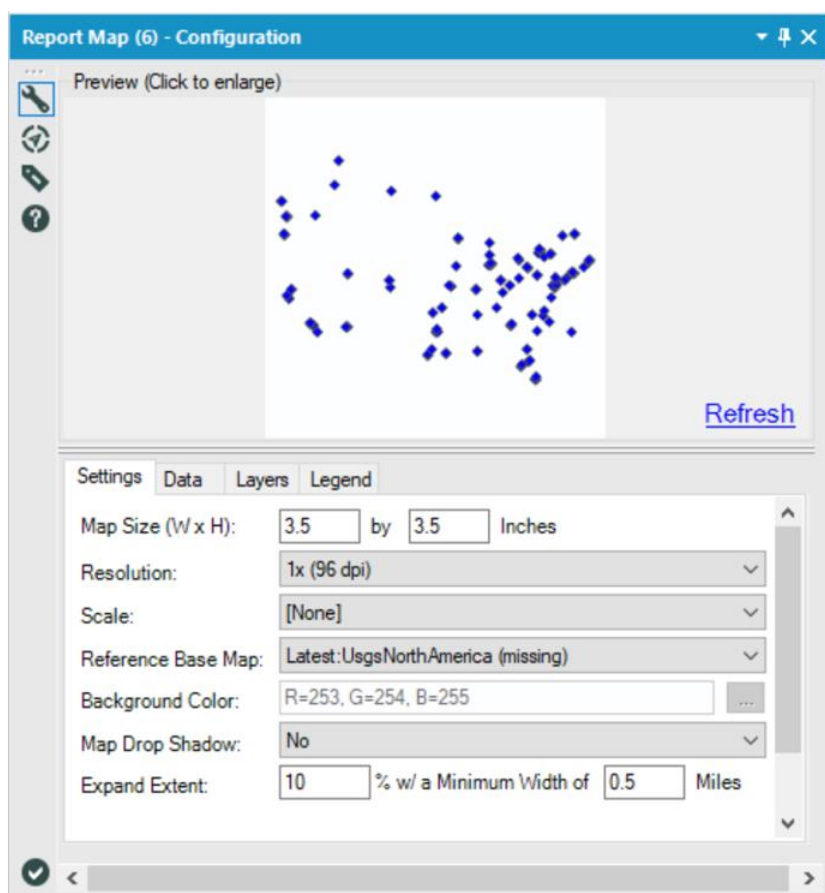 Report Map (6) - Configuration
Preview (Click to enlarge)
Refresh
Settings Data Layers Legend
Map Size (W x H): 3.5 by 3.5 Inches
Resolution: 1x (96 dpi)
Scale: [None]
Reference Base Map: Latest:UsgsNorthAmerica (missing)
Background Color: R=253, G=254, B=255 ...
Map Drop Shadow: No
Expand Extent: 10 % w/ a Minimum Width of 0.5 Miles